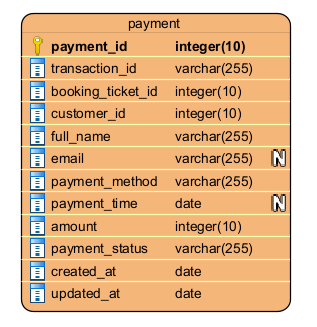 payment
payment_id integer(10)
transaction_id varchar(255)
booking_ticket_id integer(10)
customer_id integer(10)
full_name varchar(255)
email varchar(255) N
payment_method varchar(255)
payment_time date N
amount integer(10)
payment_status varchar(255)
created_at date
updated_at date